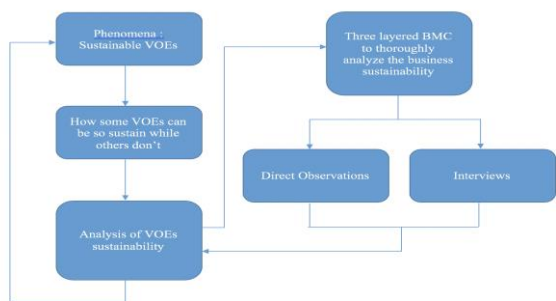 Phenomena :
Sustainable VOEs
How some VOEs can
be so sustain while
others don't
Analysis of VOEs
sustainability
Three layered BMC
to thoroughly
analyze the business
sustainability
Direct Observations
Interviews